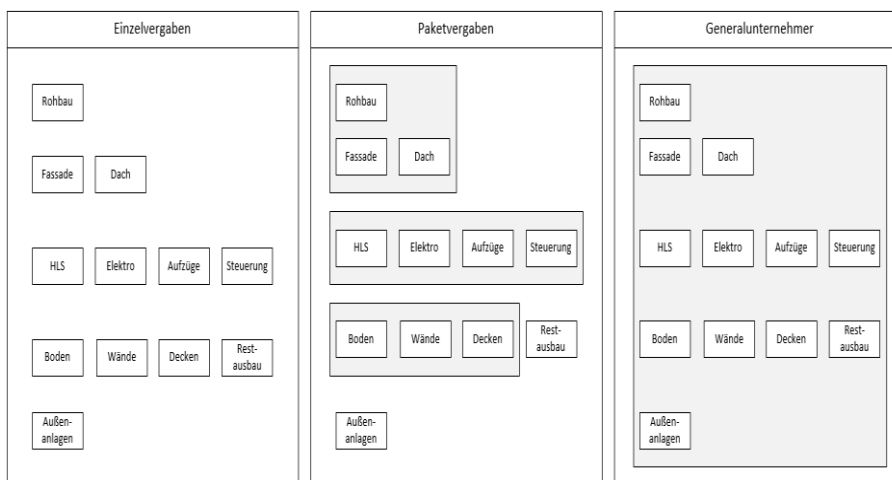 Einzelvergaben
Rohbau
Fassade
Dach
HLS
Elektro
Aufzüge
Steuerung
Boden
Wände
Decken
Rest-
ausbau
Außen-
anlagen
Paketvergaben
Rohbau
Fassade
Dach
HLS
Elektro
Aufzüge
Steuerung
Boden
Wände
Decken
Rest-
ausbau
Außen-
anlagen
Generalunternehmer
Rohbau
Fassade
Dach
HLS
Elektro
Aufzüge
Steuerung
Boden
Wände
Decken
Rest-
ausbau
Außen-
anlagen